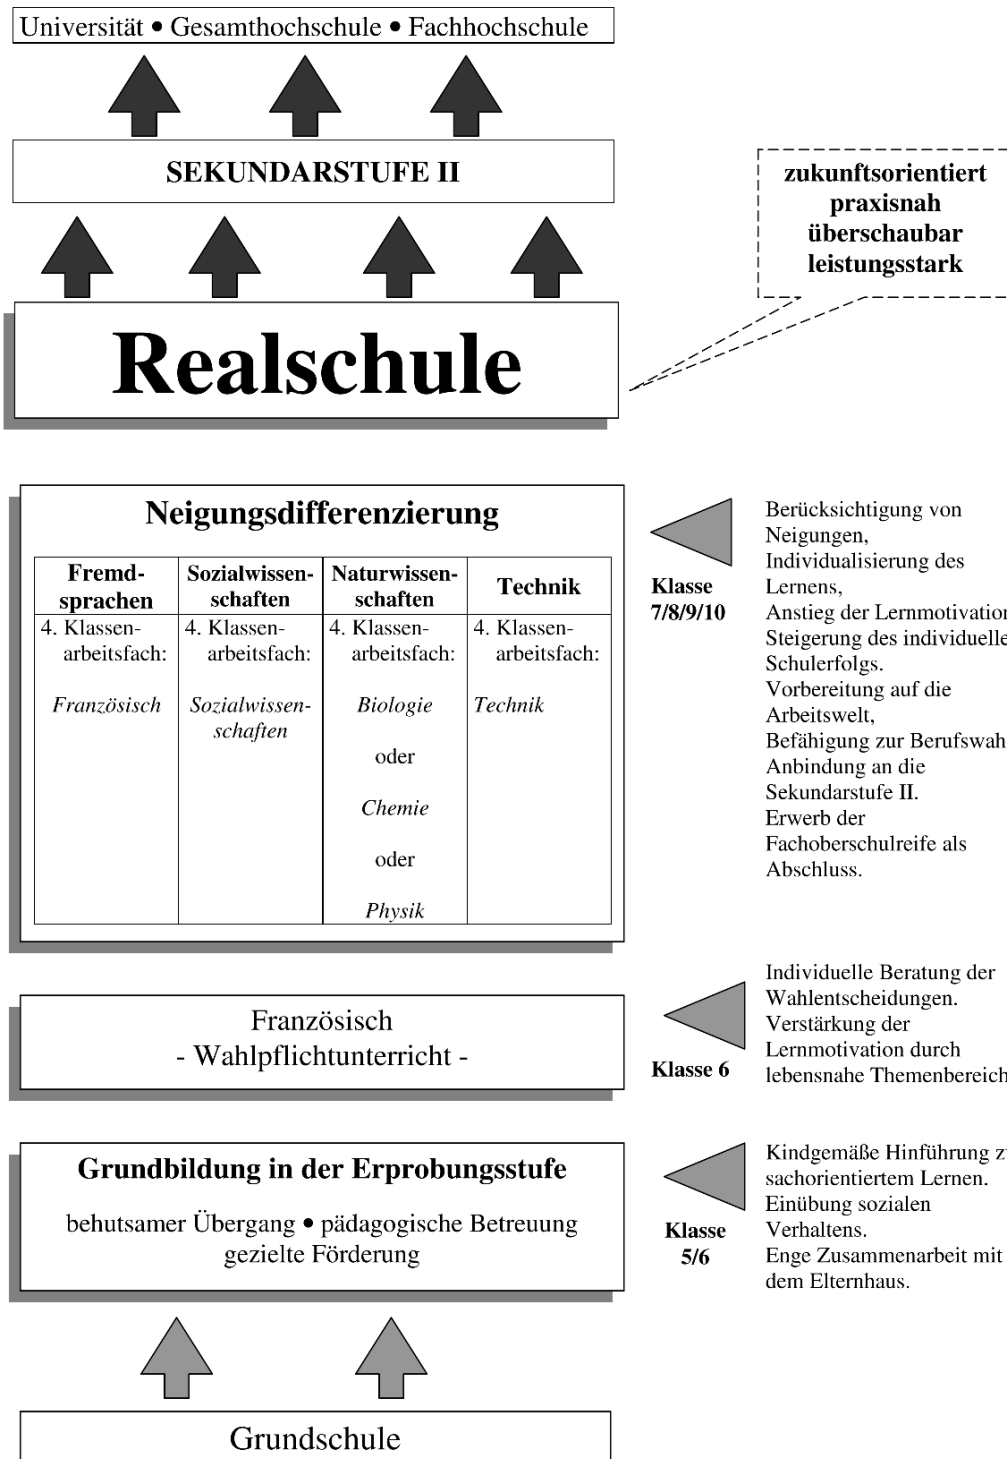 Universität • Gesamthochschule • Fachhochschule
SEKUNDARSTUFE II
zukunftsorientiert
praxisnah
überschaubar
leistungsstark
Realschule
Neigungsdifferenzierung
Fremd-
sprachen
4. Klassen-
arbeitsfach:
Französisch
Sozialwissen-
schaften
4. Klassen-
arbeitsfach:
Sozialwissen-
schaften
Naturwissen-
schaften
4. Klassen-
arbeitsfach:
Biologie
oder
Chemie
oder
Physik
Technik
4. Klassen-
arbeitsfach:
Technik
Klasse
7/8/9/10
Berücksichtigung von
Neigungen,
Individualisierung des
Lernens,
Anstieg der Lernmotivation
Steigerung des individuelle
Schulerfolgs.
Vorbereitung auf die
Arbeitswelt,
Befähigung zur Berufswah
Anbindung an die
Sekundarstufe II.
Erwerb der
Fachoberschulreife als
Abschluss.
Französisch
- Wahlpflichtunterricht -
Klasse 6
Individuelle Beratung der
Wahlentscheidungen.
Verstärkung der
Lernmotivation durch
lebensnahe Themenbereich
Grundbildung in der Erprobungsstufe
behutsamer Übergang • pädagogische Betreuung
gezielte Förderung
Klasse
5/6
Kindgemäße Hinführung z
sachorientiertem Lernen.
Einübung sozialen
Verhaltens.
Enge Zusammenarbeit mit
dem Elternhaus.
Grundschule